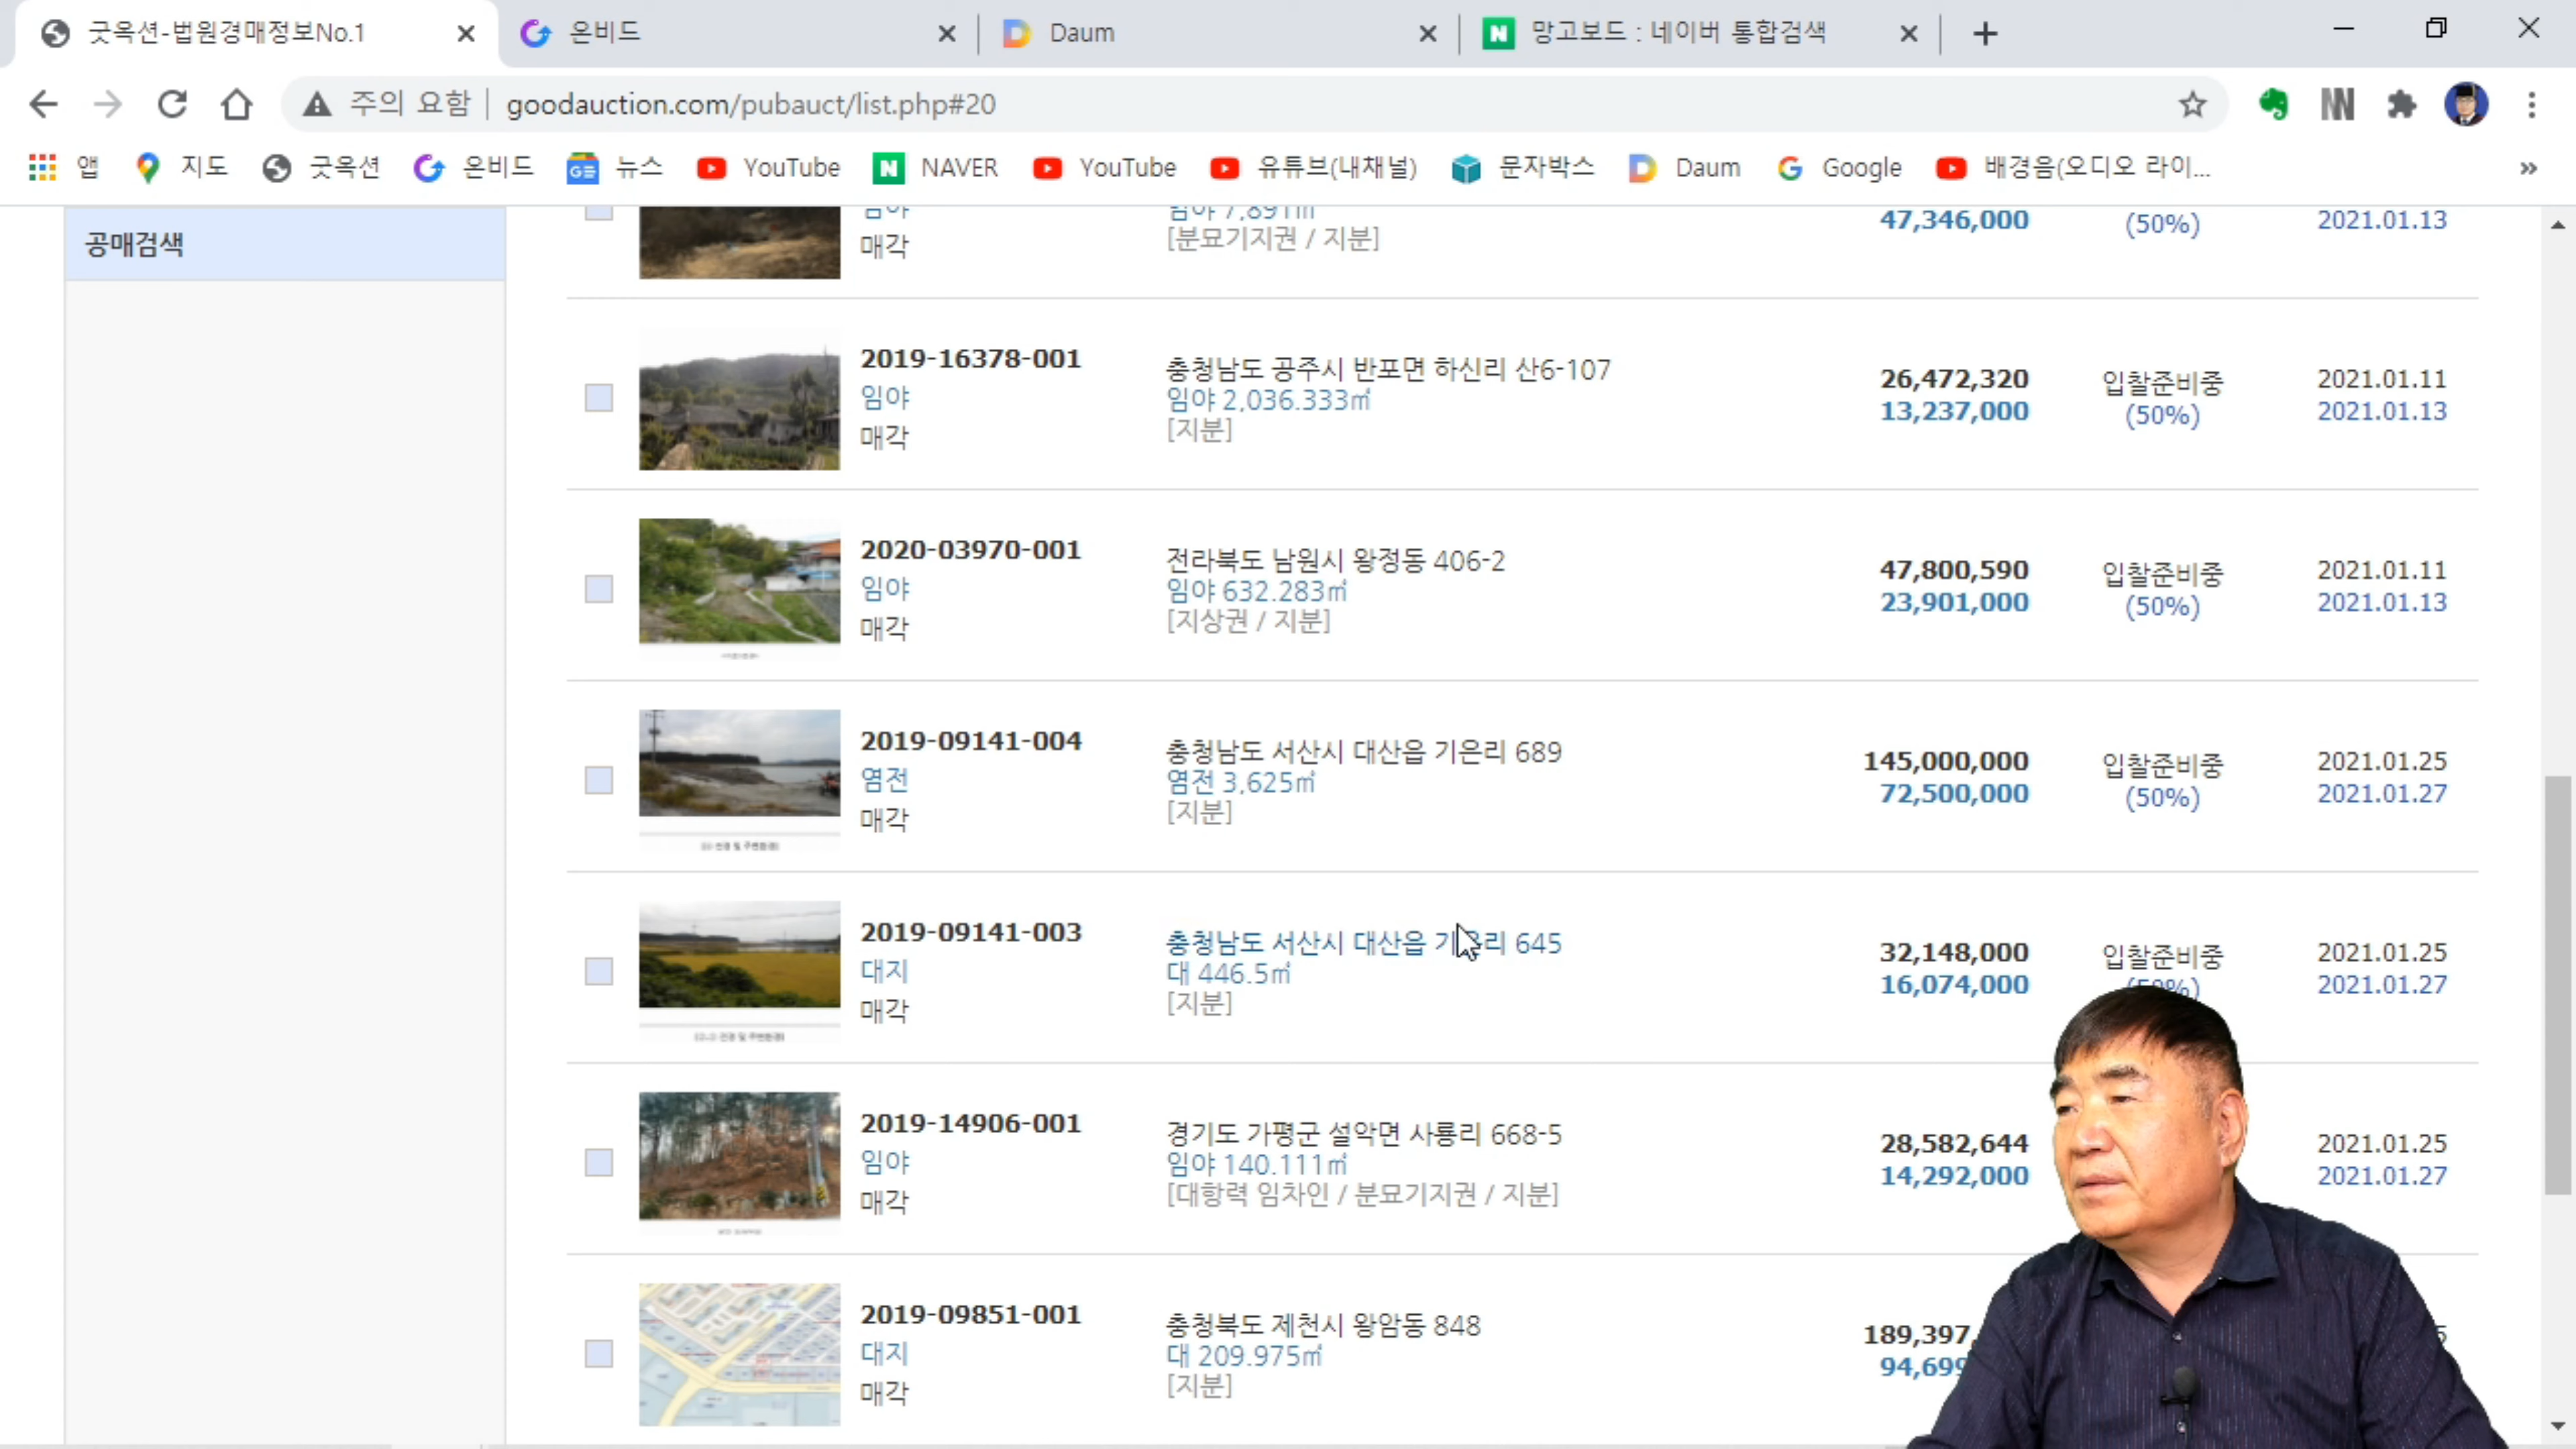 굿옥션-법원경매정보No.1
온비드
Daum
망고보드 : 네이버 통합검색
주의 요함
goodauction.com/pubauct/list.php#20
앱 지도 굿옥션 온비드 뉴스 YouTube NAVER YouTube 유튜브(내채널) 문자박스 Daum Google 배경음(오디오 라이...
공매검색
임야
매각
임야 7,891㎡
[분묘기지권 / 지분]
47,346,000
(50%)
2021.01.13
2019-16378-001
임야
매각
충청남도 공주시 반포면 하신리 산6-107
임야 2,036.333㎡
[지분]
26,472,320
13,237,000
입찰준비중
(50%)
2021.01.11
2021.01.13
2020-03970-001
임야
매각
전라북도 남원시 왕정동 406-2
임야 632.283㎡
[지상권 / 지분]
47,800,590
23,901,000
입찰준비중
(50%)
2021.01.11
2021.01.13
2019-09141-004
염전
매각
충청남도 서산시 대산읍 기은리 689
염전 3,625㎡
[지분]
145,000,000
72,500,000
입찰준비중
(50%)
2021.01.25
2021.01.27
2019-09141-003
대지
매각
충청남도 서산시 대산읍 기은리 645
대 446.5㎡
[지분]
32,148,000
16,074,000
입찰준비중
(50%)
2021.01.25
2021.01.27
2019-14906-001
임야
매각
경기도 가평군 설악면 사룡리 668-5
임야 140.111㎡
[대항력 임차인 / 분묘기지권 / 지분]
28,582,644
14,292,000
2021.01.25
2021.01.27
2019-09851-001
대지
매각
충청북도 제천시 왕암동 848
대 209.975㎡
[지분]
189,397,
94,699